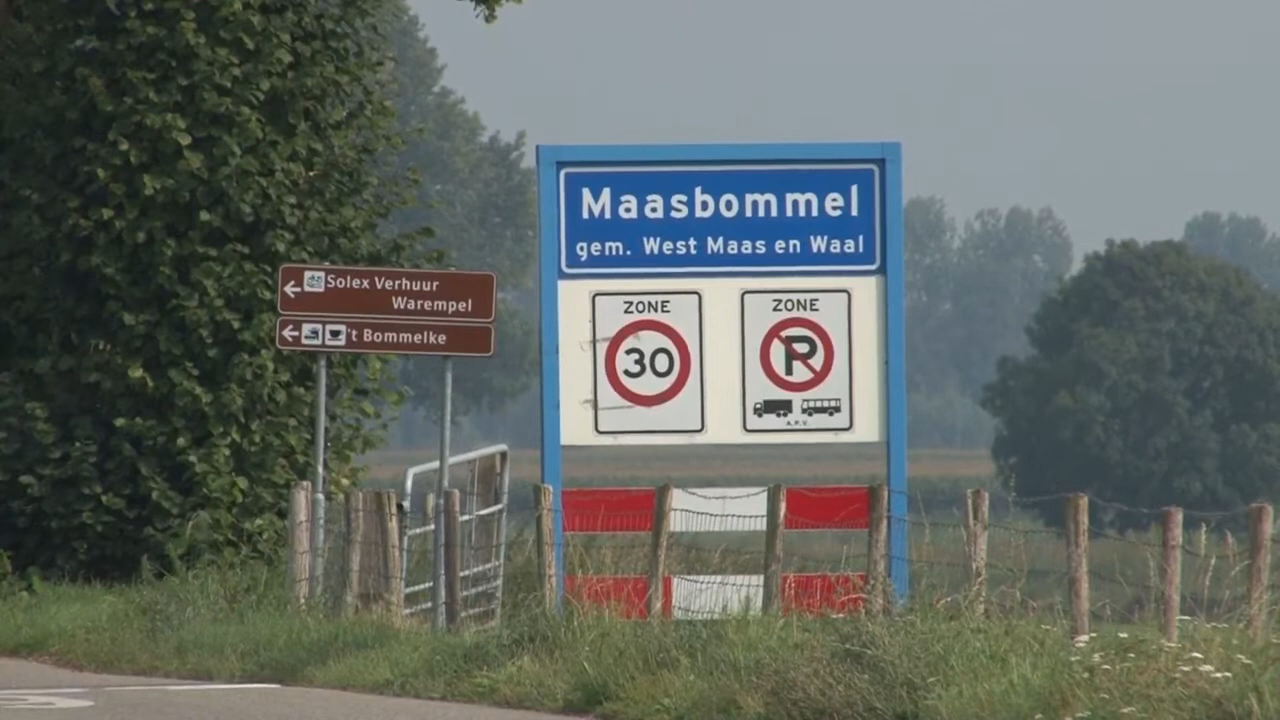 Maasbommel
gem. West Maas en Waal
Solex Verhuur
Warempel
't Bommelke
ZONE
30
ZONE
P
A.P.V.